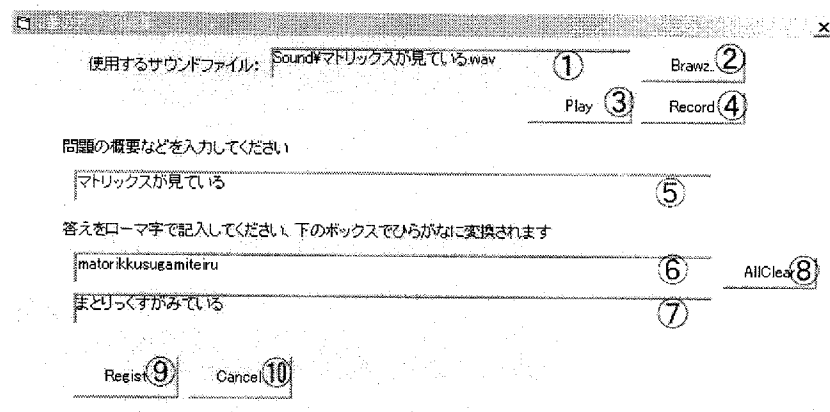 使用するサウンドファイル: Sound¥マトリックスが見ている.wav ① Brawz.. ②
Play ③ Record ④
問題の概要などを入力してください
マトリックスが見ている ⑤
答えをローマ字で記入してください、下のボックスでひらがなに変換されます
matorikkusugamiteiru ⑥ AllClear ⑧
まとりっくすがみている ⑦
Regist ⑨ Cancel ⑩